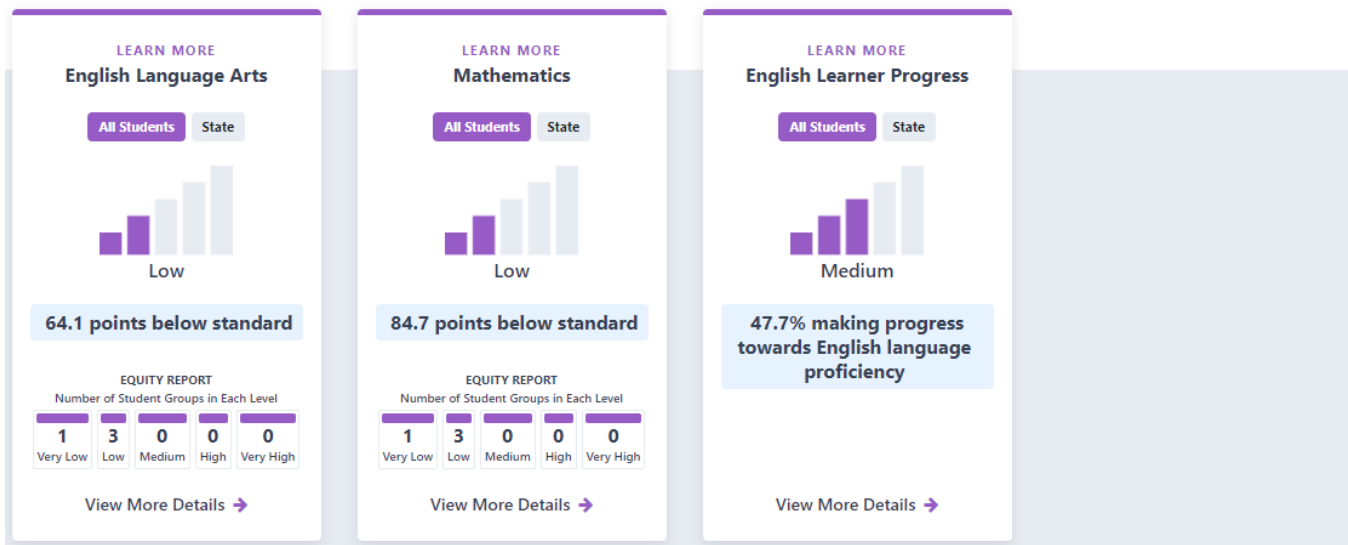 LEARN MORE
English Language Arts
All Students State
Low
64.1 points below standard
EQUITY REPORT
Number of Student Groups in Each Level
1 3 0 0 0
Very Low Low Medium High Very High
View More Details
LEARN MORE
Mathematics
All Students State
Low
84.7 points below standard
EQUITY REPORT
Number of Student Groups in Each Level
1 3 0 0 0
Very Low Low Medium High Very High
View More Details
LEARN MORE
English Learner Progress
All Students State
Medium
47.7% making progress
towards English language
proficiency
View More Details